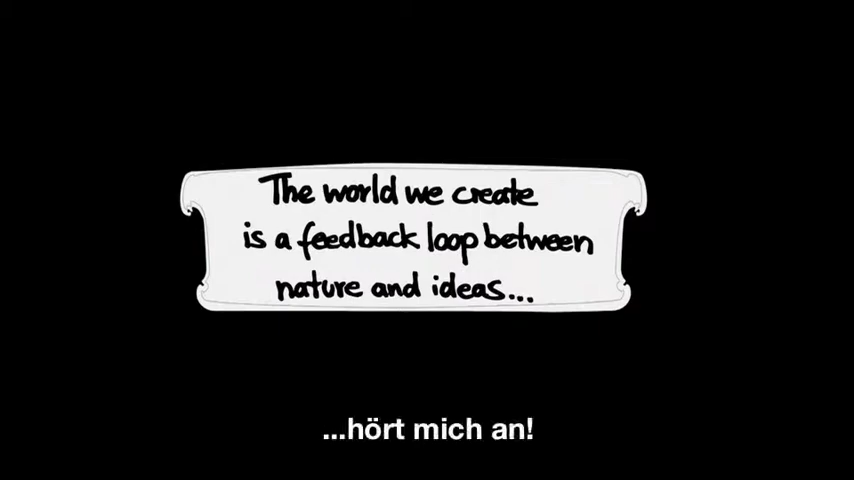 The world we create
is a feedback loop between
nature and ideas...
...hört mich an!